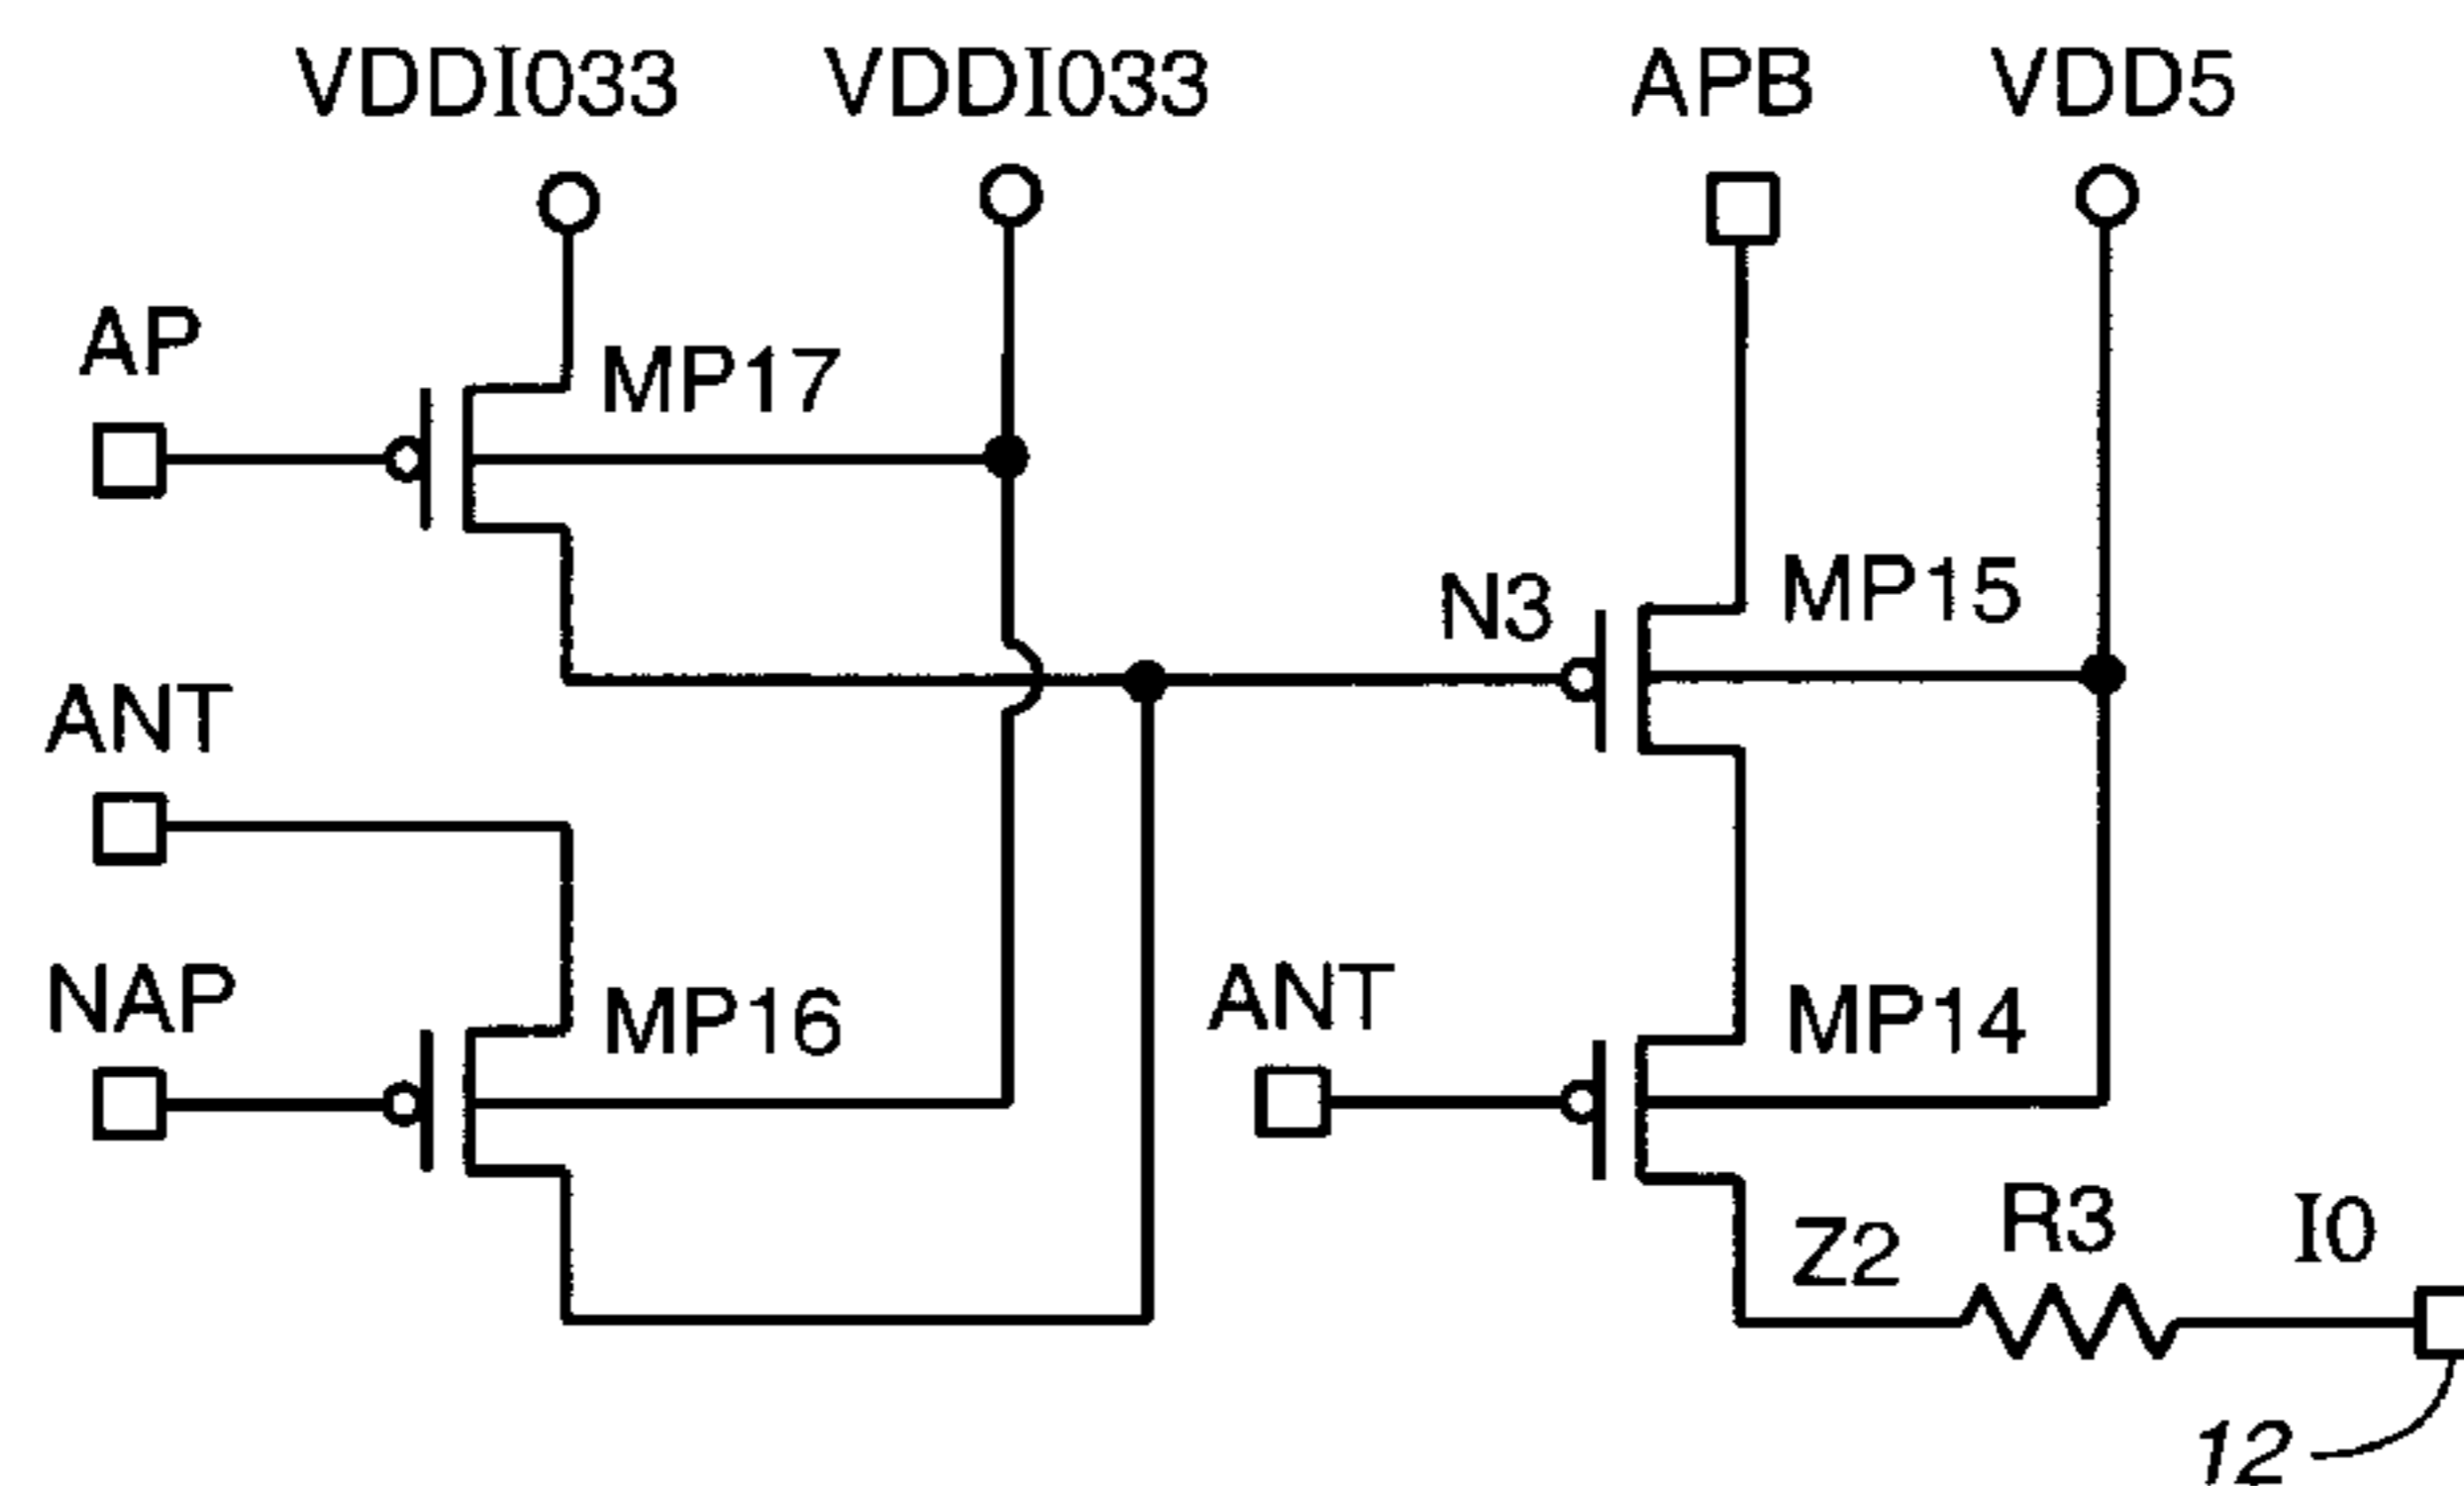 VDDI033
VDDI033
APB
VDD5
AP
MP17
N3
MP15
ANT
NAP
MP16
ANT
MP14
Z2
R3
I0
12